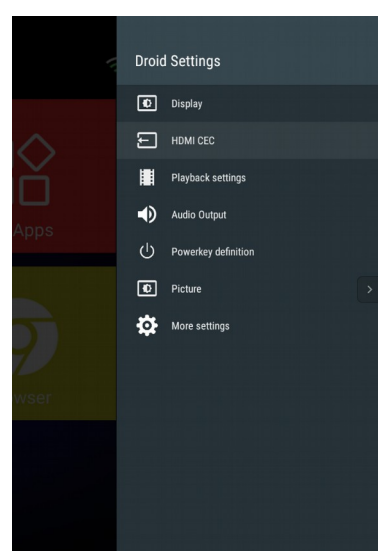 Droid Settings
Display
HDMI CEC
Playback settings
Audio Output
Apps
Powerkey definition
Picture
More settings
wser